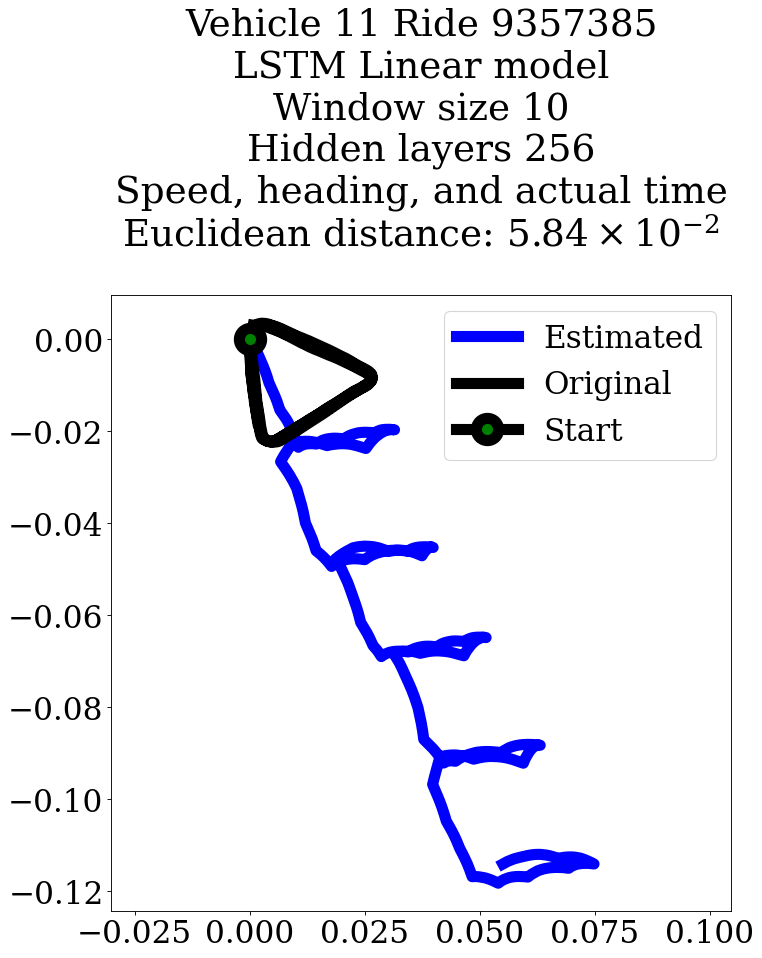 Vehicle 11 Ride 9357385
LSTM Linear model
Window size 10
Hidden layers 256
Speed, heading, and actual time
Euclidean distance: 5.84 × 10⁻²
Estimated
Original
Start
0.00
−0.02
−0.04
−0.06
−0.08
−0.10
−0.12
−0.025 0.000 0.025 0.050 0.075 0.100